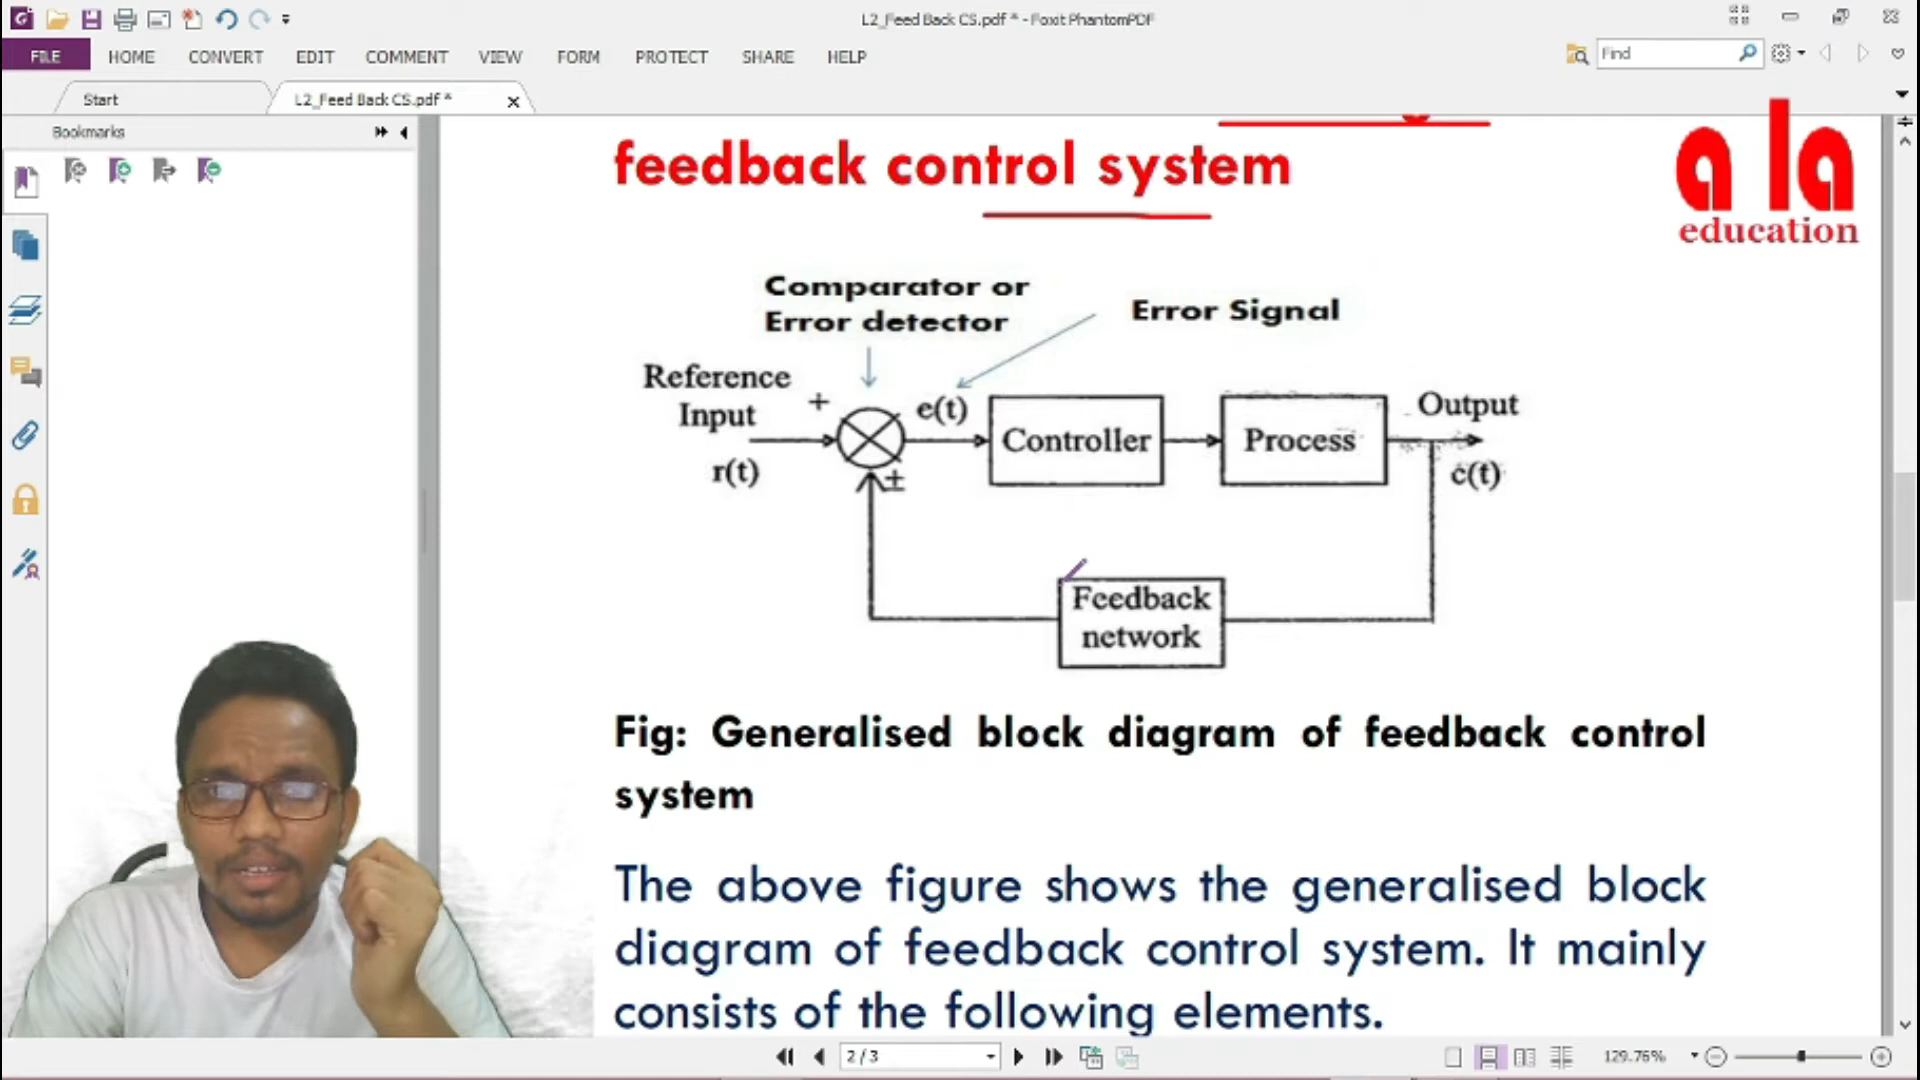 L2_Feed Back CS.pdf * - Foxit PhantomPDF
FILE HOME CONVERT EDIT COMMENT VIEW FORM PROTECT SHARE HELP Find
Start L2_Feed Back CS.pdf *
Bookmarks
feedback control system
a la
education
Comparator or
Error detector
Error Signal
Reference
Input
r(t)
+
±
e(t)
Controller
Process
Output
c(t)
Feedback
network
Fig: Generalised block diagram of feedback control
system
The above figure shows the generalised block
diagram of feedback control system. It mainly
consists of the following elements.
2 / 3
129.76%